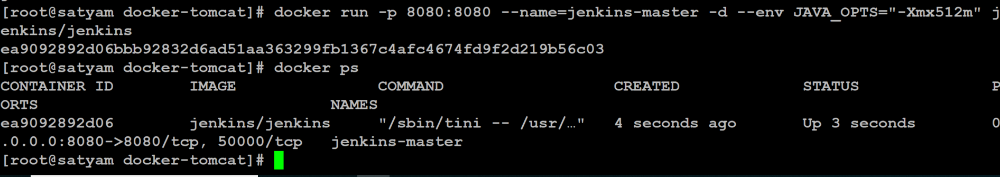 [root@satyam docker-tomcat]# docker run -p 8080:8080 --name=jenkins-master -d --env JAVA_OPTS="-Xmx512m" j
enkins/jenkins
ea9092892d06bbb92832d6ad51aa363299fb1367c4afc4674fd9f2d219b56c03
[root@satyam docker-tomcat]# docker ps
CONTAINER ID        IMAGE               COMMAND                  CREATED             STATUS              P
ORTS                               NAMES
ea9092892d06        jenkins/jenkins     "/sbin/tini -- /usr/…"   4 seconds ago       Up 3 seconds        0
.0.0.0:8080->8080/tcp, 50000/tcp   jenkins-master
[root@satyam docker-tomcat]#